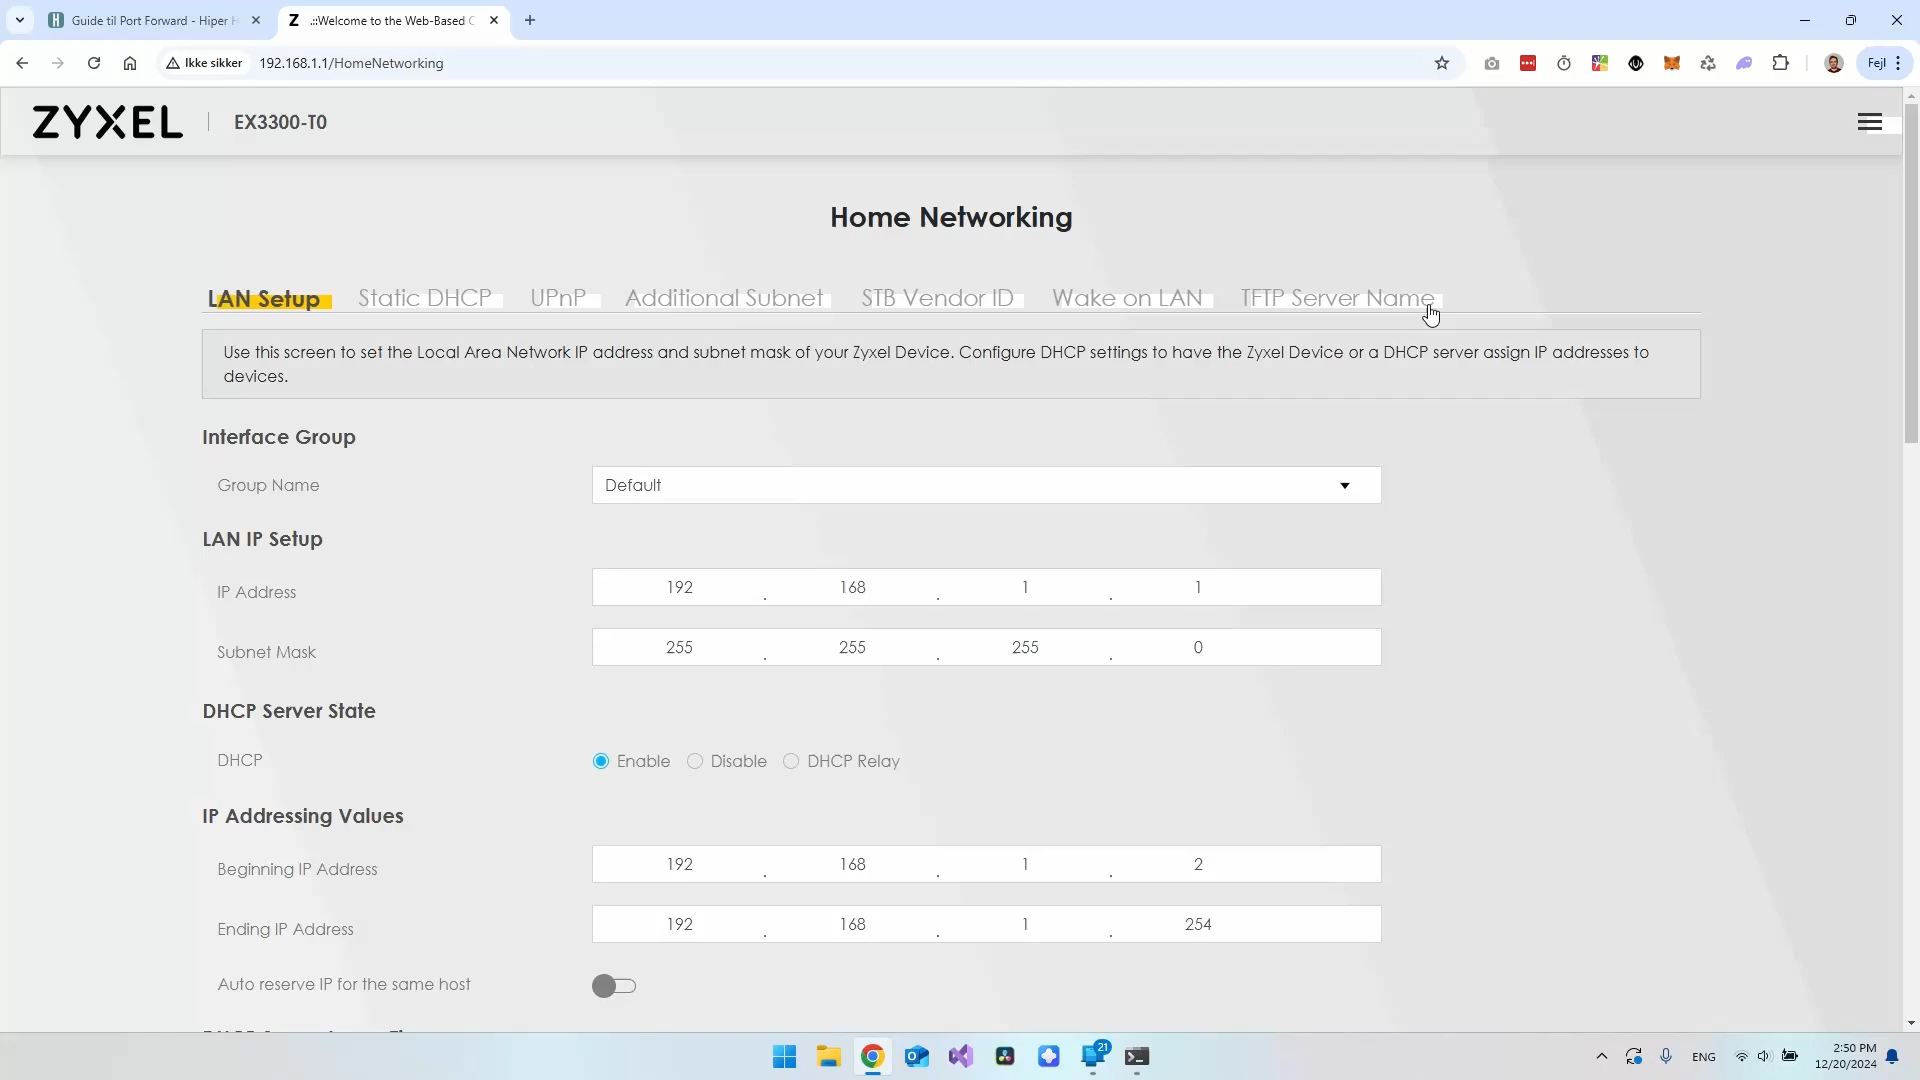 Guide til Port Forward - Hiper
.::Welcome to the Web-Based
Ikke sikker
192.168.1.1/HomeNetworking
Fejl
ZYXEL
EX3300-T0
Home Networking
LAN Setup Static DHCP UPnP Additional Subnet STB Vendor ID Wake on LAN TFTP Server Name
Use this screen to set the Local Area Network IP address and subnet mask of your Zyxel Device. Configure DHCP settings to have the Zyxel Device or a DHCP server assign IP addresses to
devices.
Interface Group
Group Name Default
LAN IP Setup
IP Address 192 . 168 . 1 . 1
Subnet Mask 255 . 255 . 255 . 0
DHCP Server State
DHCP Enable Disable DHCP Relay
IP Addressing Values
Beginning IP Address 192 . 168 . 1 . 2
Ending IP Address 192 . 168 . 1 . 254
Auto reserve IP for the same host
21
ENG
2:50 PM
12/20/2024